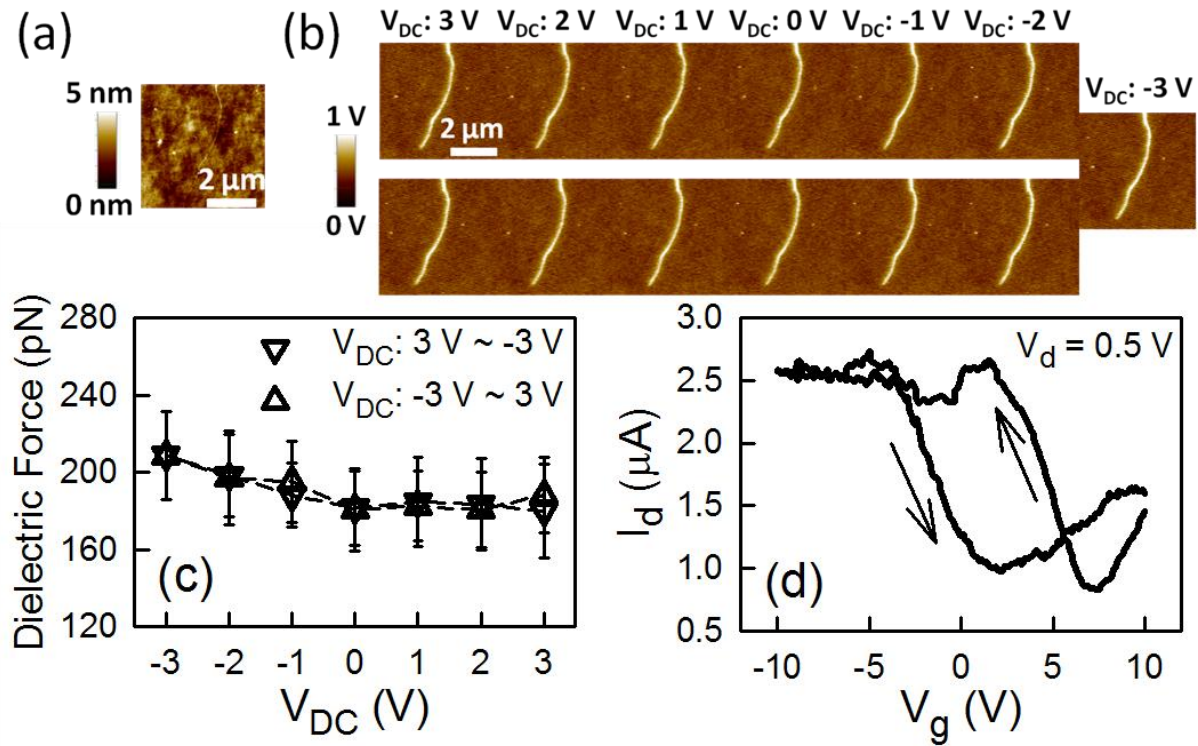 (a)
5 nm
0 nm
2 μm
(b)
V_DC: 3 V V_DC: 2 V V_DC: 1 V V_DC: 0 V V_DC: -1 V V_DC: -2 V
V_DC: -3 V
1 V
0 V
2 μm
Dielectric Force (pN)
280
240
200
160
120
V_DC: 3 V ~ -3 V
V_DC: -3 V ~ 3 V
(c)
-3 -2 -1 0 1 2 3
V_DC (V)
I_d (μA)
3.0
2.5
2.0
1.5
1.0
0.5
V_d = 0.5 V
(d)
-10 -5 0 5 10
V_g (V)